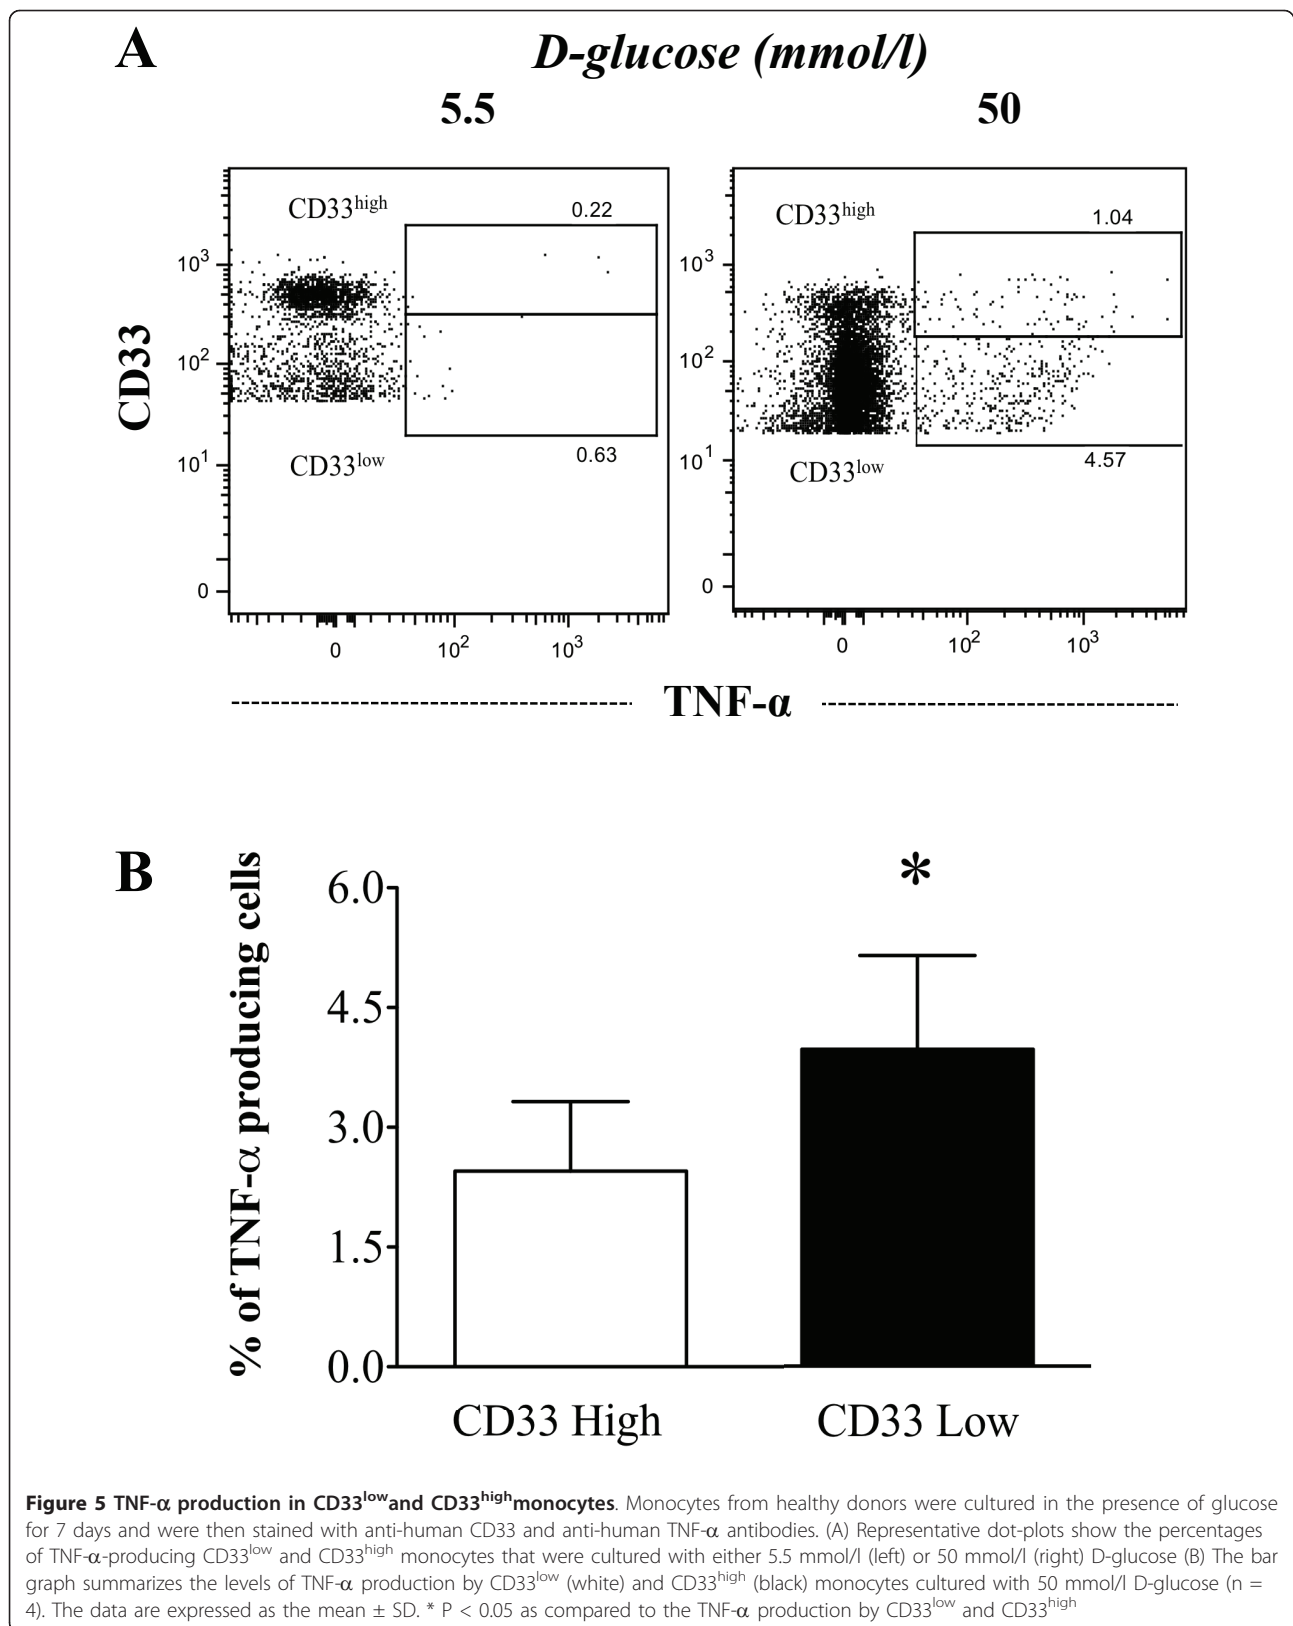 A
D-glucose (mmol/l)
5.5
50
CD33
CD33high
0.22
10³
10²
10¹
0
CD33low
0.63
0
10²
10³
CD33high
1.04
10³
10²
10¹
0
CD33low
4.57
0
10²
10³
TNF-α
B
*
% of TNF-α producing cells
6.0
4.5
3.0
1.5
0.0
CD33 High
CD33 Low
Figure 5 TNF-α production in CD33lowand CD33highmonocytes. Monocytes from healthy donors were cultured in the presence of glucose
for 7 days and were then stained with anti-human CD33 and anti-human TNF-α antibodies. (A) Representative dot-plots show the percentages
of TNF-α-producing CD33low and CD33high monocytes that were cultured with either 5.5 mmol/l (left) or 50 mmol/l (right) D-glucose (B) The bar
graph summarizes the levels of TNF-α production by CD33low (white) and CD33high (black) monocytes cultured with 50 mmol/l D-glucose (n =
4). The data are expressed as the mean ± SD. * P < 0.05 as compared to the TNF-α production by CD33low and CD33high